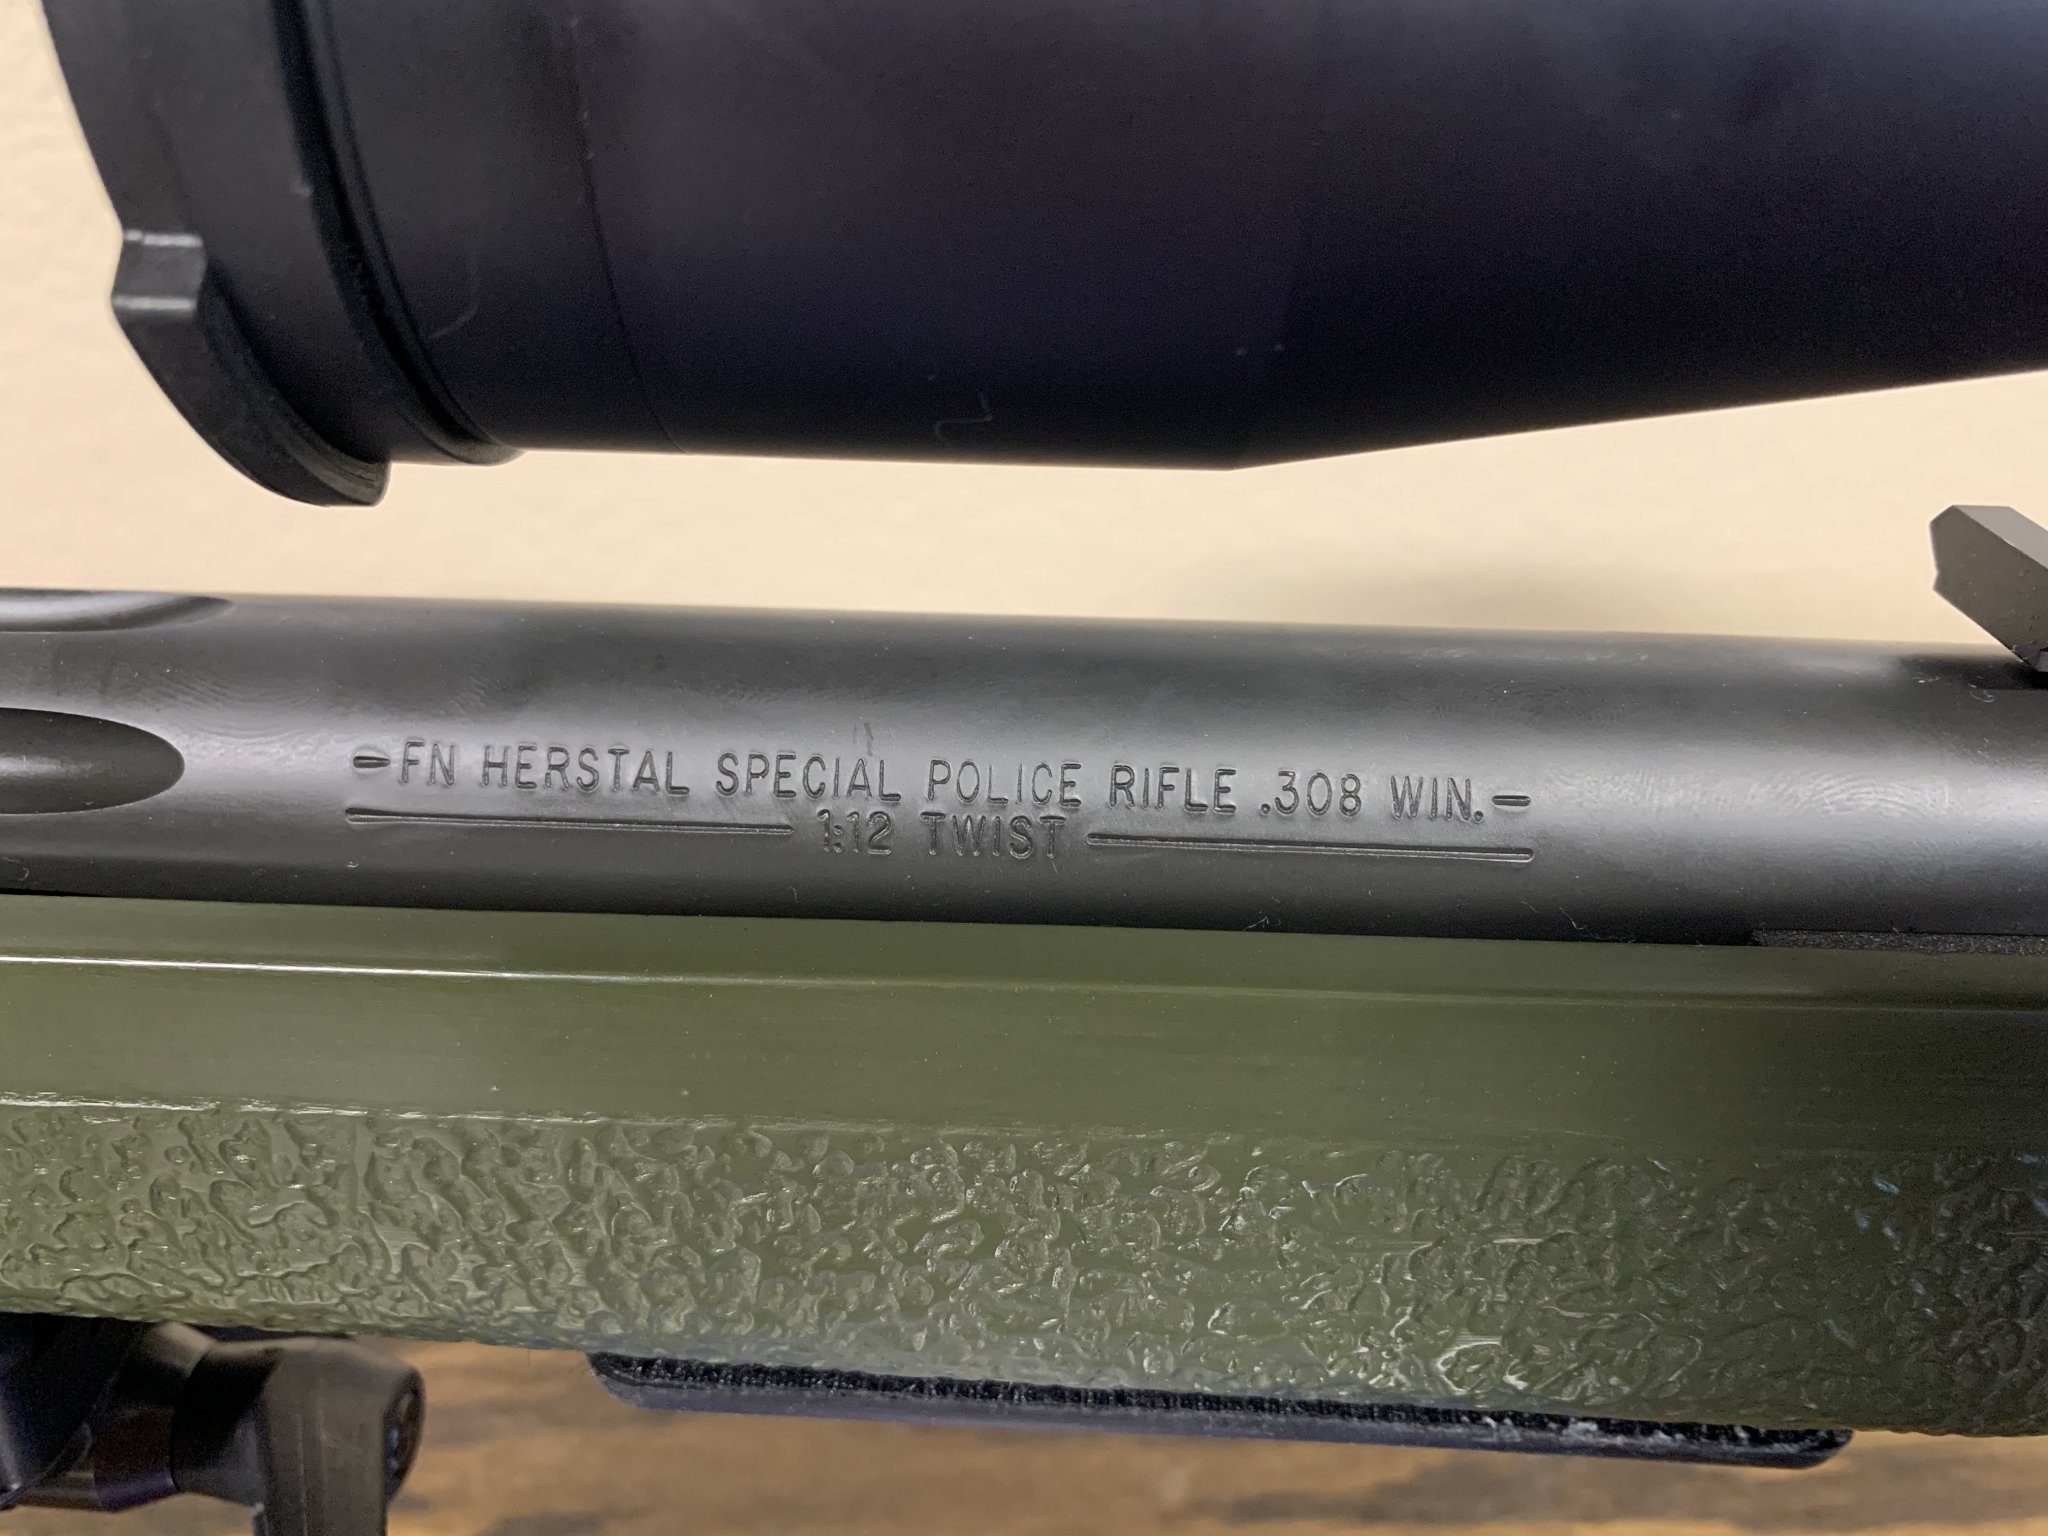 FN HERSTAL SPECIAL POLICE RIFLE .308 WIN.
1:12 TWIST